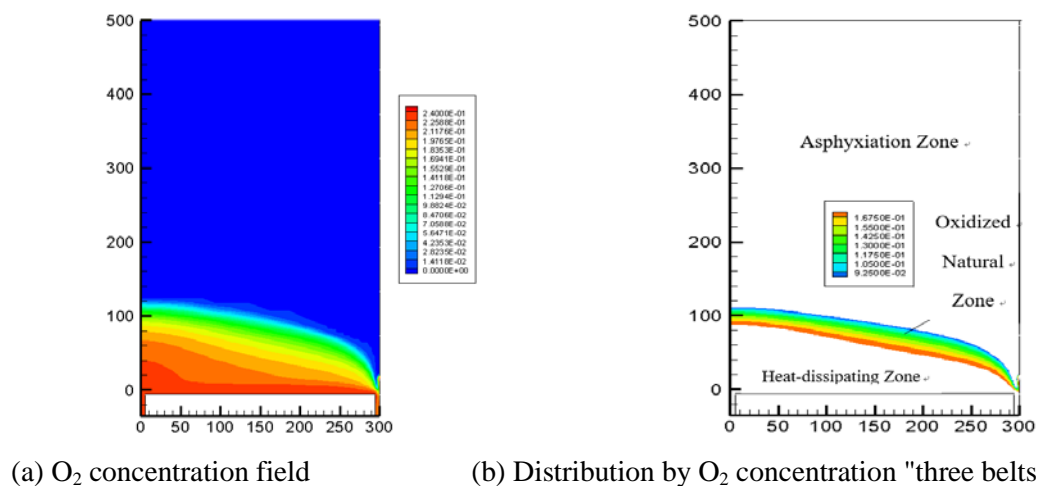 500
400
300
200
100
0
0 50 100 150 200 250 300
2.4000E-01
2.2588E-01
2.1176E-01
1.9765E-01
1.8353E-01
1.6941E-01
1.5529E-01
1.4118E-01
1.2706E-01
1.1294E-01
9.8824E-02
8.4706E-02
7.0588E-02
5.6471E-02
4.2353E-02
2.8235E-02
1.4118E-02
0.0000E+00
500
400
300
200
100
0
0 50 100 150 200 250 300
Asphyxiation Zone
1.6750E-01
1.5500E-01
1.4250E-01
1.3000E-01
1.1750E-01
1.0500E-01
9.2500E-02
Oxidized
Natural
Zone
Heat-dissipating Zone
(a) O₂ concentration field
(b) Distribution by O₂ concentration "three belts